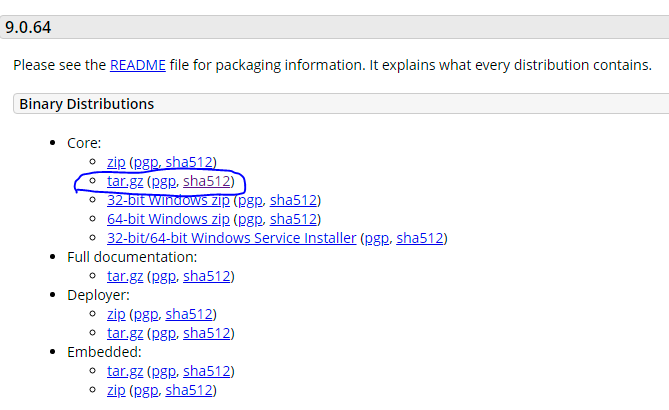 9.0.64
Please see the README file for packaging information. It explains what every distribution contains.
Binary Distributions
• Core:
○ zip (pgp, sha512)
○ tar.gz (pgp, sha512)
○ 32-bit Windows zip (pgp, sha512)
○ 64-bit Windows zip (pgp, sha512)
○ 32-bit/64-bit Windows Service Installer (pgp, sha512)
• Full documentation:
○ tar.gz (pgp, sha512)
• Deployer:
○ zip (pgp, sha512)
○ tar.gz (pgp, sha512)
• Embedded:
○ tar.gz (pgp, sha512)
○ zip (pgp, sha512)